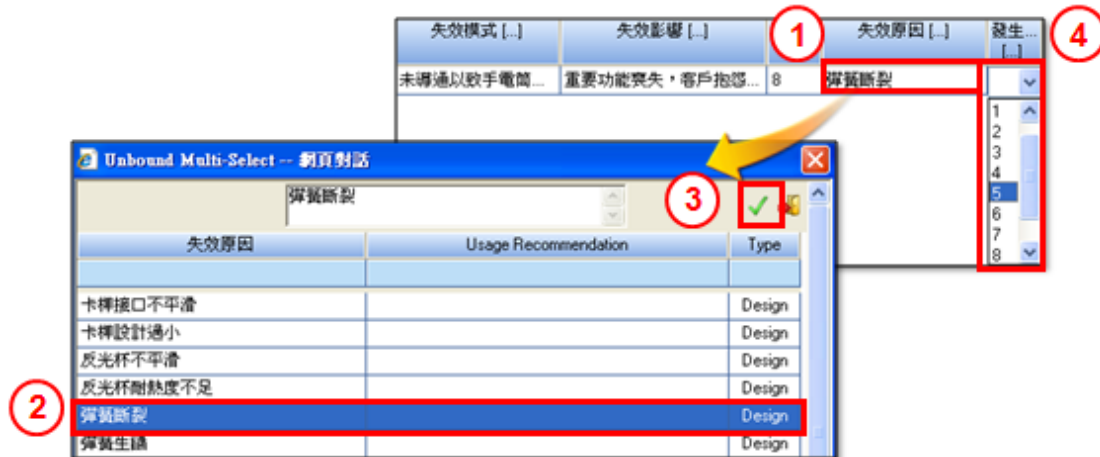 失效模式 [...]
失效影響 [...]
1
失效原因 [...]
發生...
[...]
4
未導通以致手電筒...
重要功能喪失，客戶抱怨...
8
彈簧斷裂
1
2
3
4
5
6
7
8
Unbound Multi-Select -- 網頁對話
彈簧斷裂
3
失效原因
Usage Recommendation
Type
卡榫接口不平滑
Design
卡榫設計過小
Design
反光杯不平滑
Design
反光杯耐熱度不足
Design
2
彈簧斷裂
Design
彈簧生鏽
Design